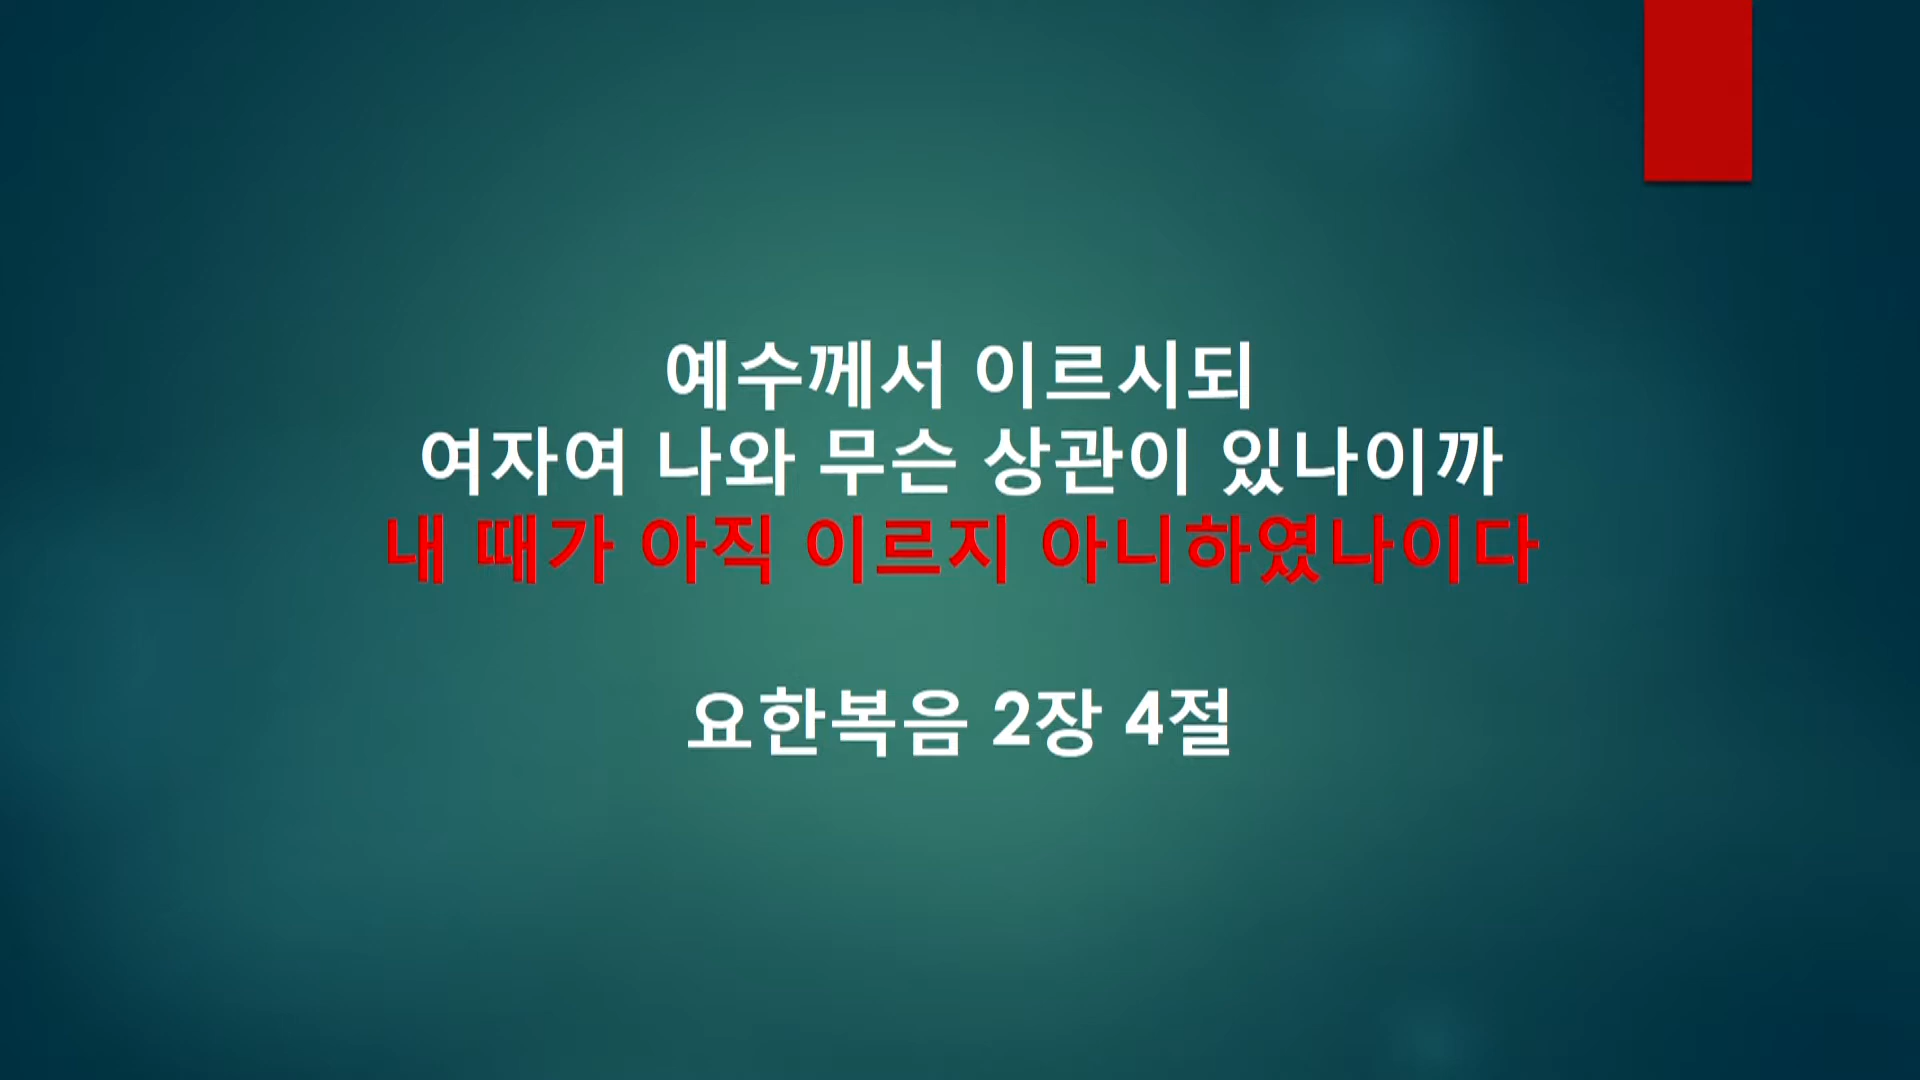 예수께서 이르시되
여자여 나와 무슨 상관이 있나이까
내 때가 아직 이르지 아니하였나이다
요한복음 2장 4절